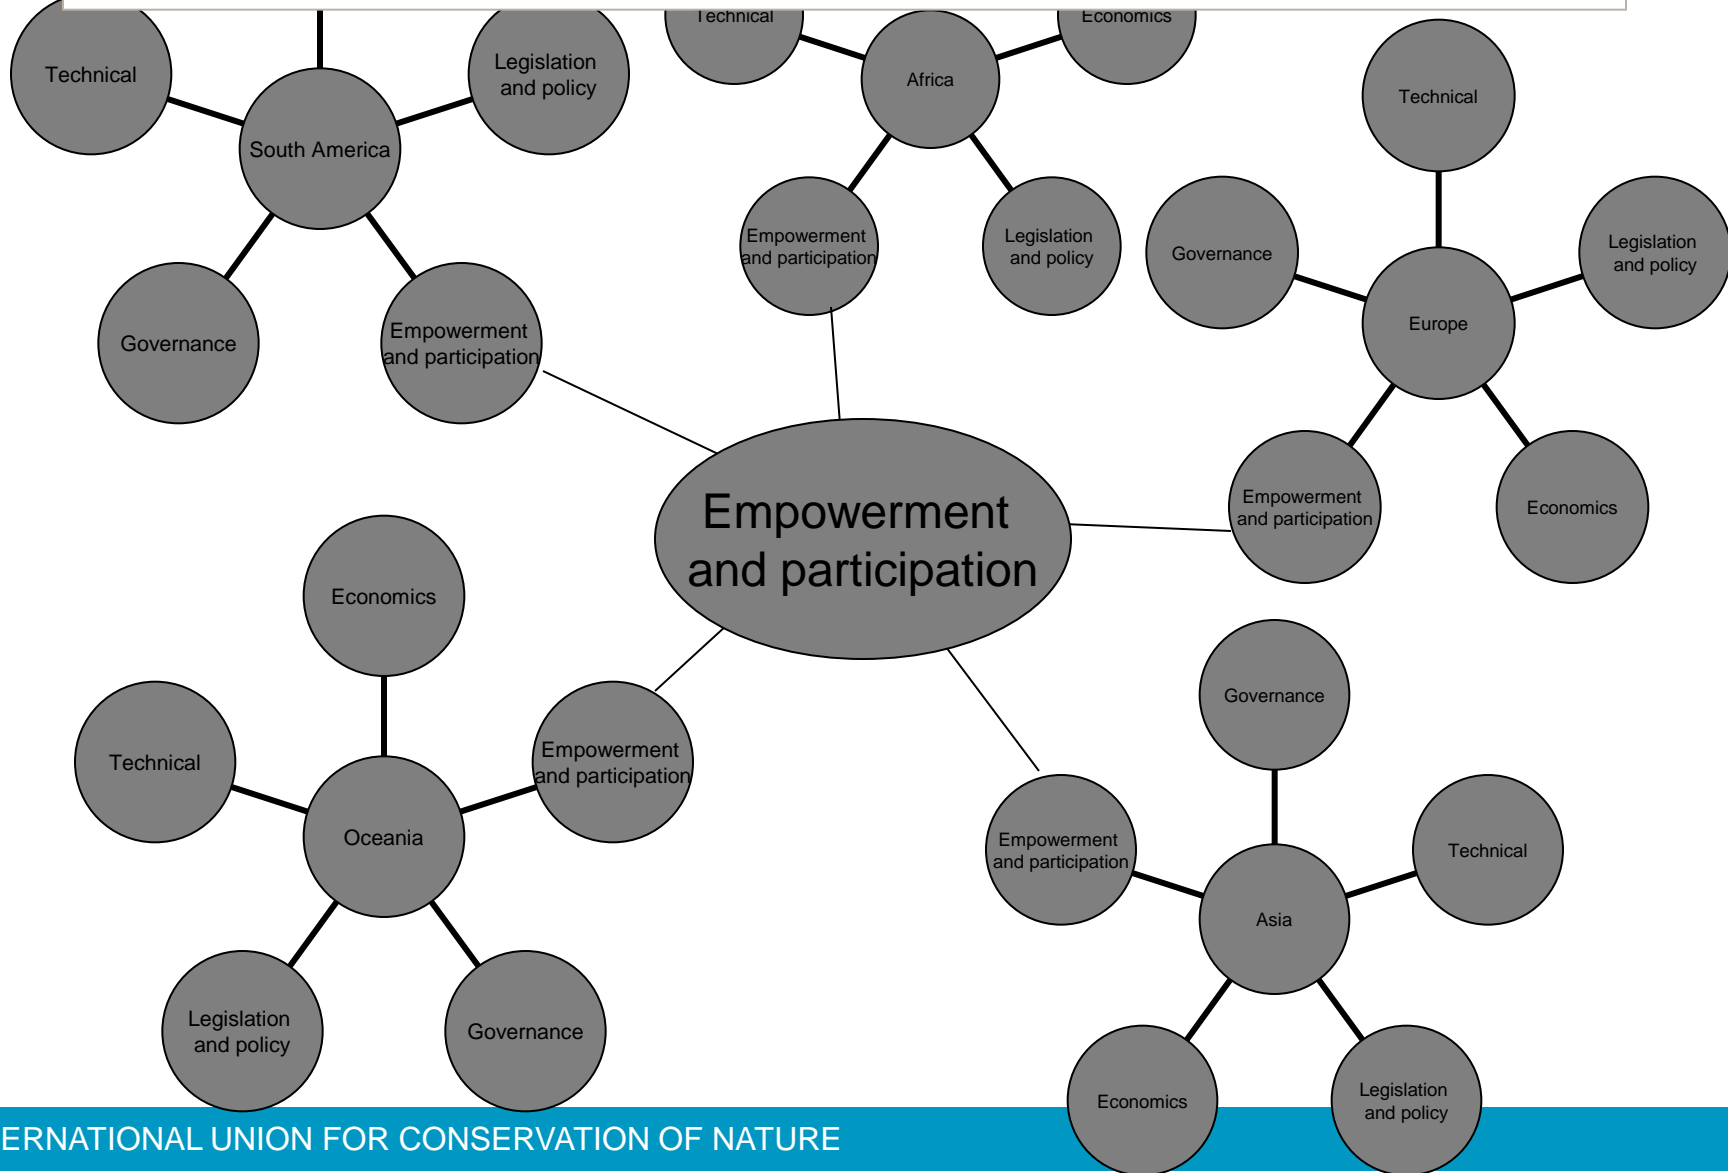 Technical
Economics
Technical
Legislation
and policy
Africa
Technical
South America
Empowerment
and participation
Legislation
and policy
Governance
Legislation
and policy
Europe
Governance
Empowerment
and participation
Empowerment
and participation
Empowerment
and participation
Economics
Economics
Governance
Technical
Empowerment
and participation
Oceania
Empowerment
and participation
Technical
Asia
Legislation
and policy
Governance
Economics
Legislation
and policy
ERNATIONAL UNION FOR CONSERVATION OF NATURE